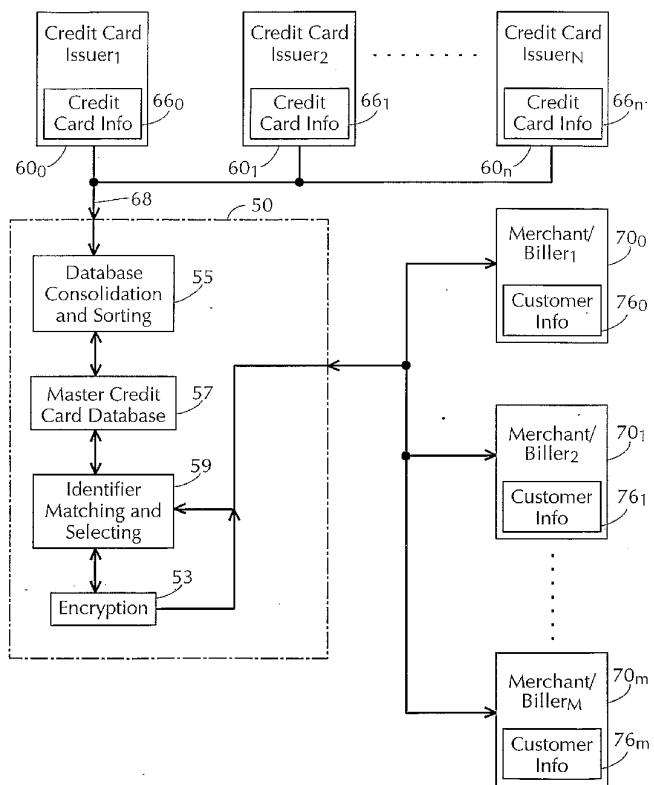 Credit Card
Issuer₁
Credit
Card Info
66₀
60₀
Credit Card
Issuer₂
Credit
Card Info
66₁
60₁
Credit Card
Issuer_N
Credit
Card Info
66ₙ
60ₙ
68
50
Database
Consolidation
and Sorting
55
Master Credit
Card Database
57
59
Identifier
Matching and
Selecting
53
Encryption
Merchant/
Biller₁
70₀
Customer
Info
76₀
Merchant/
Biller₂
70₁
Customer
Info
76₁
Merchant/
Biller_M
70ₘ
Customer
Info
76ₘ